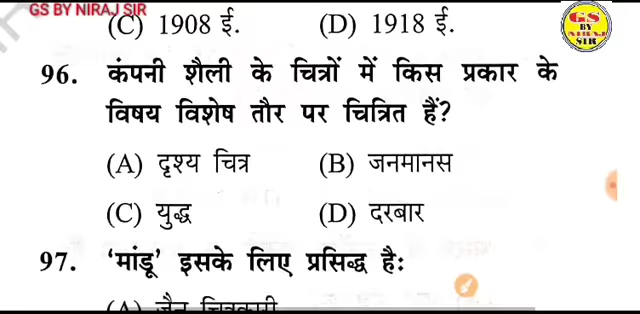 GS BY NIRAJ SIR
(C) 1908 ई. (D) 1918 ई.
GS
BY
NIRAJ
SIR
96. कंपनी शैली के चित्रों में किस प्रकार के
विषय विशेष तौर पर चित्रित हैं?
(A) दृश्य चित्र (B) जनमानस
(C) युद्ध (D) दरबार
97. ‘मांडू’ इसके लिए प्रसिद्ध हैः
(A) जैन चित्रकारी